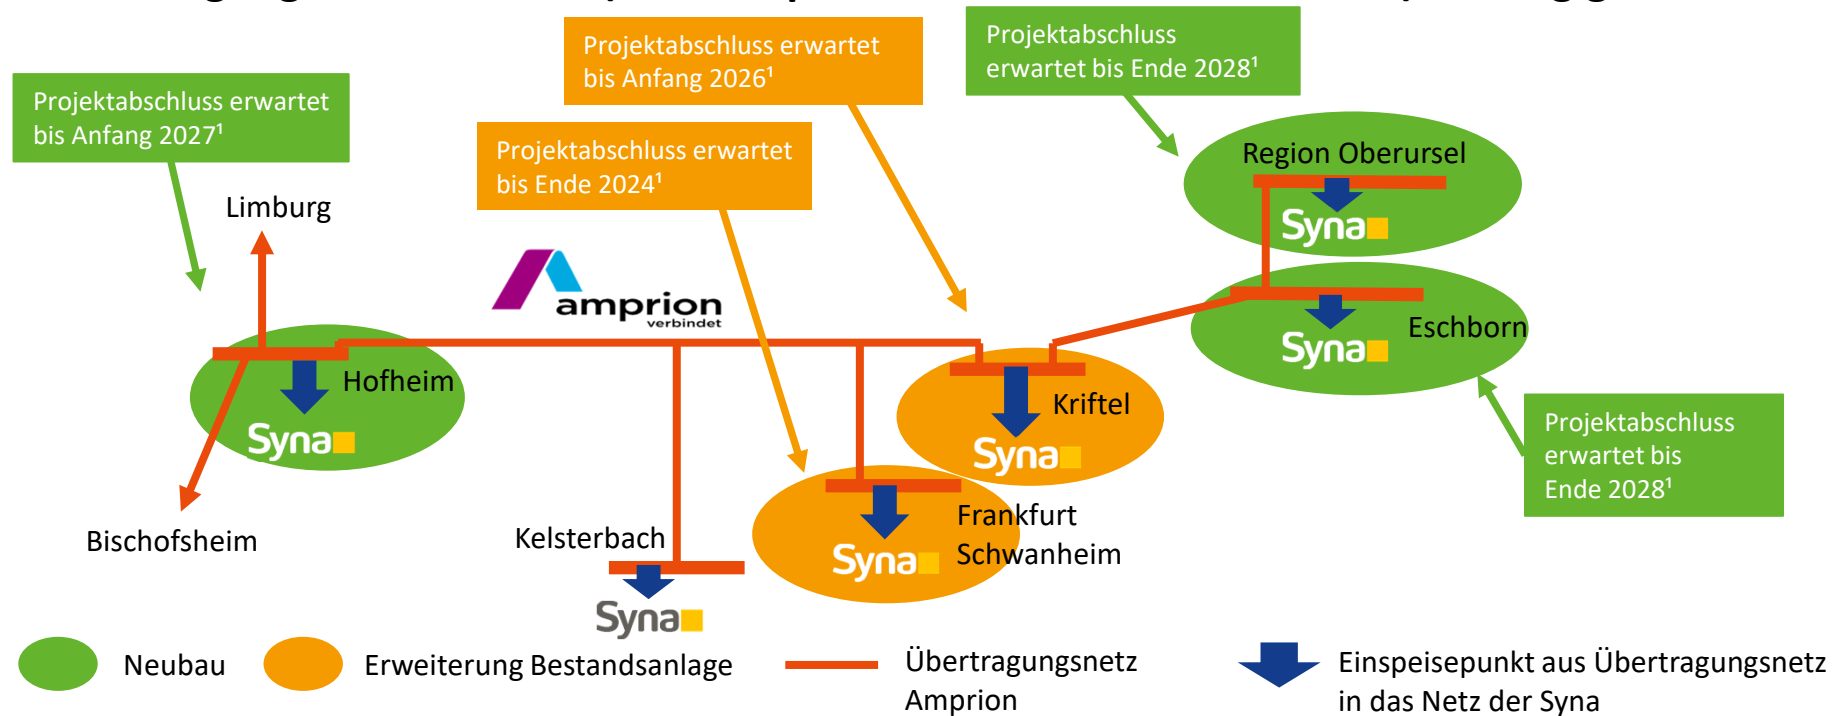 Projektabschluss erwartet
bis Anfang 2026¹
Projektabschluss
erwartet bis Ende 2028¹
Projektabschluss erwartet
bis Anfang 2027¹
Projektabschluss erwartet
bis Ende 2024¹
Region Oberursel
Syna
Limburg
amprion
verbindet
Eschborn
Syna
Hofheim
Syna
Kriftel
Syna
Projektabschluss
erwartet bis
Ende 2028¹
Bischofsheim
Kelsterbach
Syna
Frankfurt
Schwanheim
Syna
Neubau
Erweiterung Bestandsanlage
Übertragungsnetz
Amprion
Einspeisepunkt aus Übertragungsnetz
in das Netz der Syna